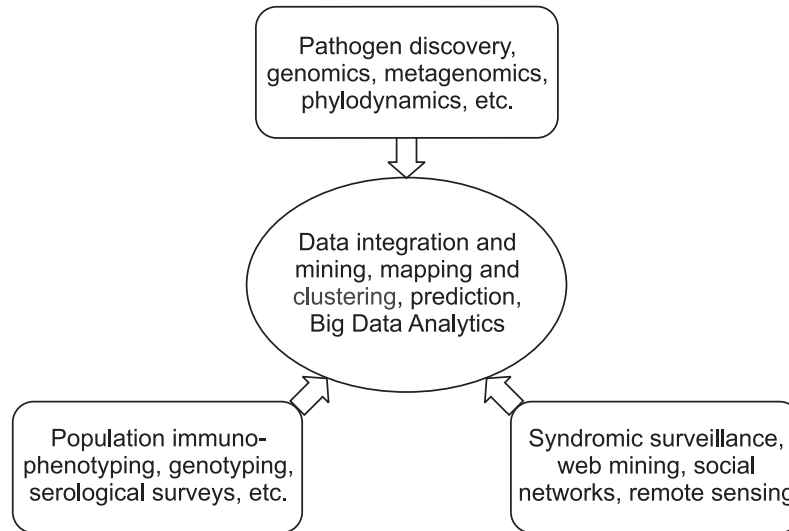 Pathogen discovery,
genomics, metagenomics,
phylodynamics, etc.
Data integration and
mining, mapping and
clustering, prediction,
Big Data Analytics
Population immuno-
phenotyping, genotyping,
serological surveys, etc.
Syndromic surveillance,
web mining, social
networks, remote sensing